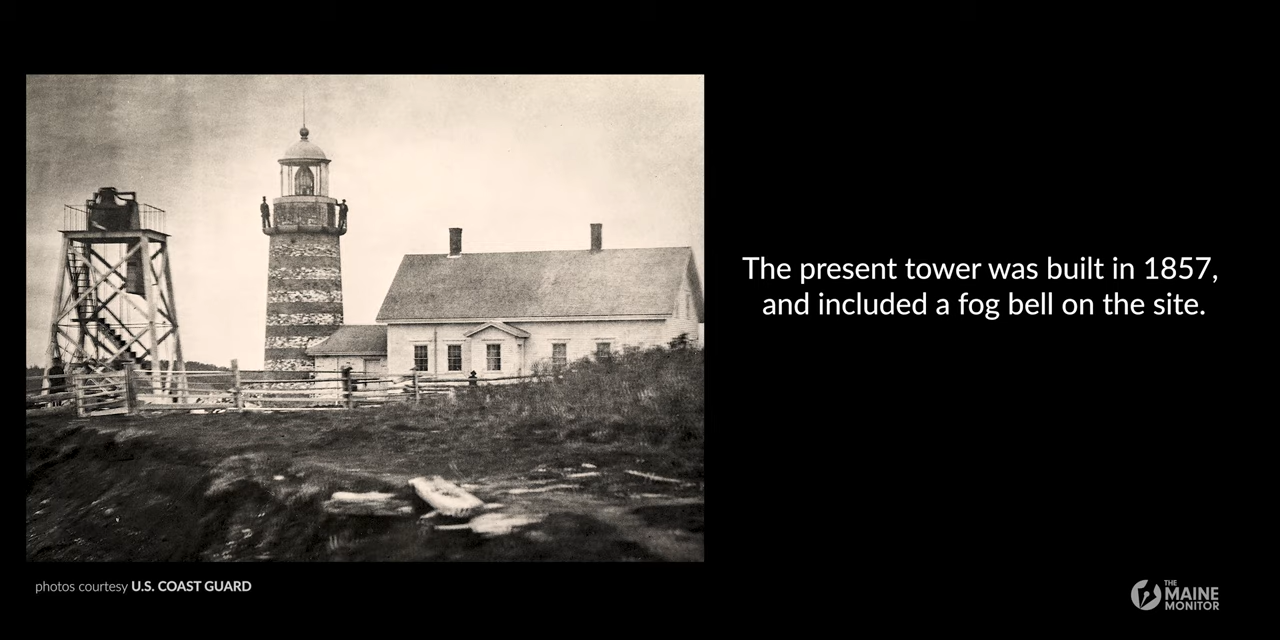 The present tower was built in 1857,
and included a fog bell on the site.
photos courtesy U.S. COAST GUARD
THE
MAINE
MONITOR